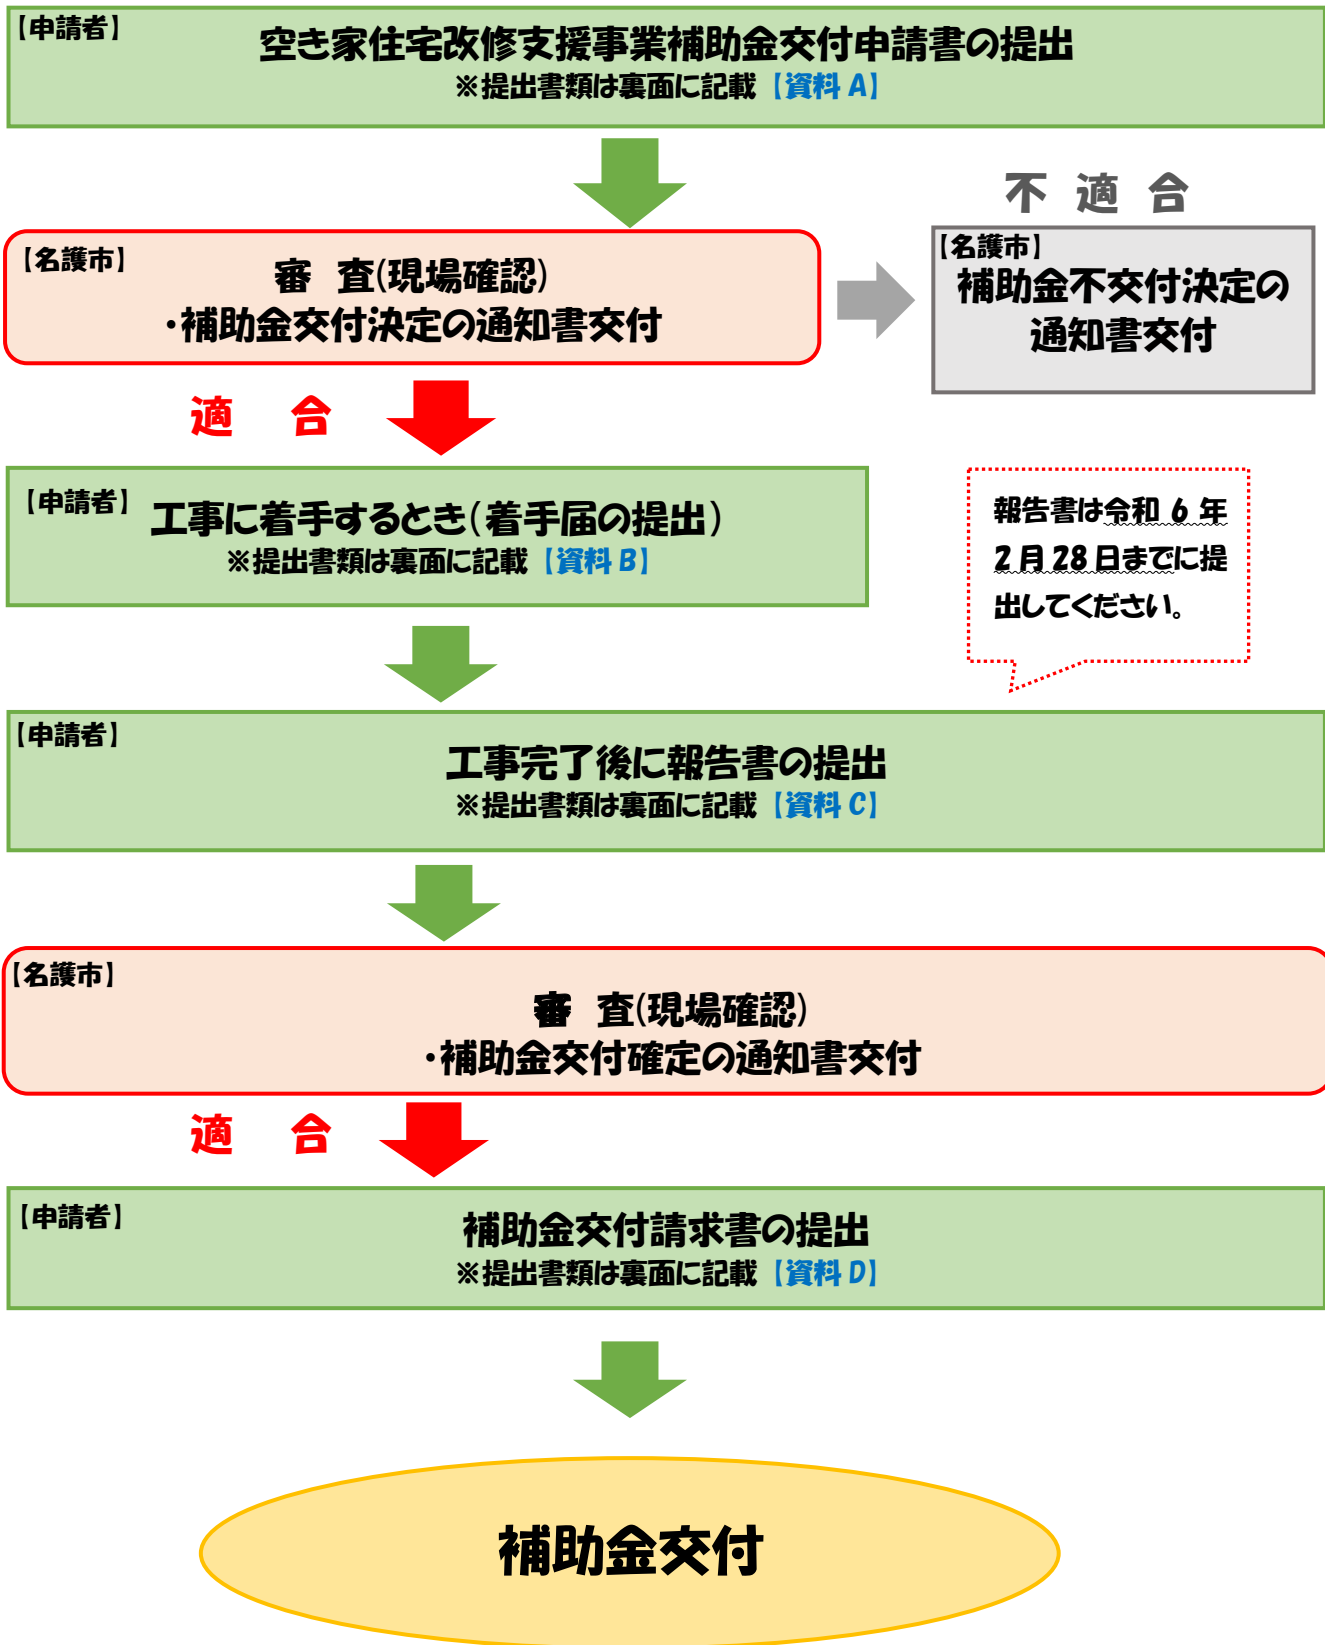 【申請者】
空き家住宅改修支援事業補助金交付申請書の提出
※提出書類は裏面に記載【資料 A】
不 適 合
【名護市】
審 査(現場確認)
・補助金交付決定の通知書交付
【名護市】
補助金不交付決定の
通知書交付
適 合
【申請者】
工事に着手するとき(着手届の提出)
※提出書類は裏面に記載【資料 B】
報告書は令和 6 年
2 月 28 日までに提
出してください。
【申請者】
工事完了後に報告書の提出
※提出書類は裏面に記載【資料 C】
【名護市】
審 査(現場確認)
・補助金交付確定の通知書交付
適 合
【申請者】
補助金交付請求書の提出
※提出書類は裏面に記載【資料 D】
補助金交付